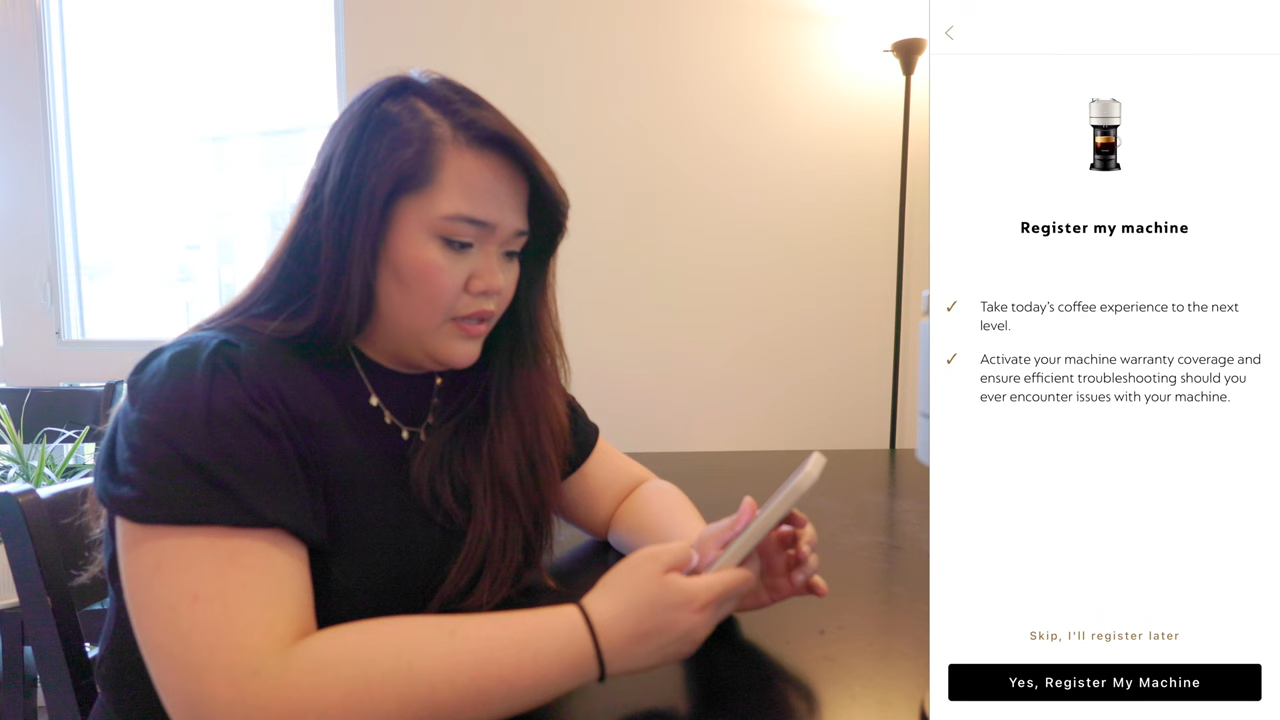 Register my machine
✓ Take today's coffee experience to the next
level.
✓ Activate your machine warranty coverage and
ensure efficient troubleshooting should you
ever encounter issues with your machine.
Skip, I'll register later
Yes, Register My Machine